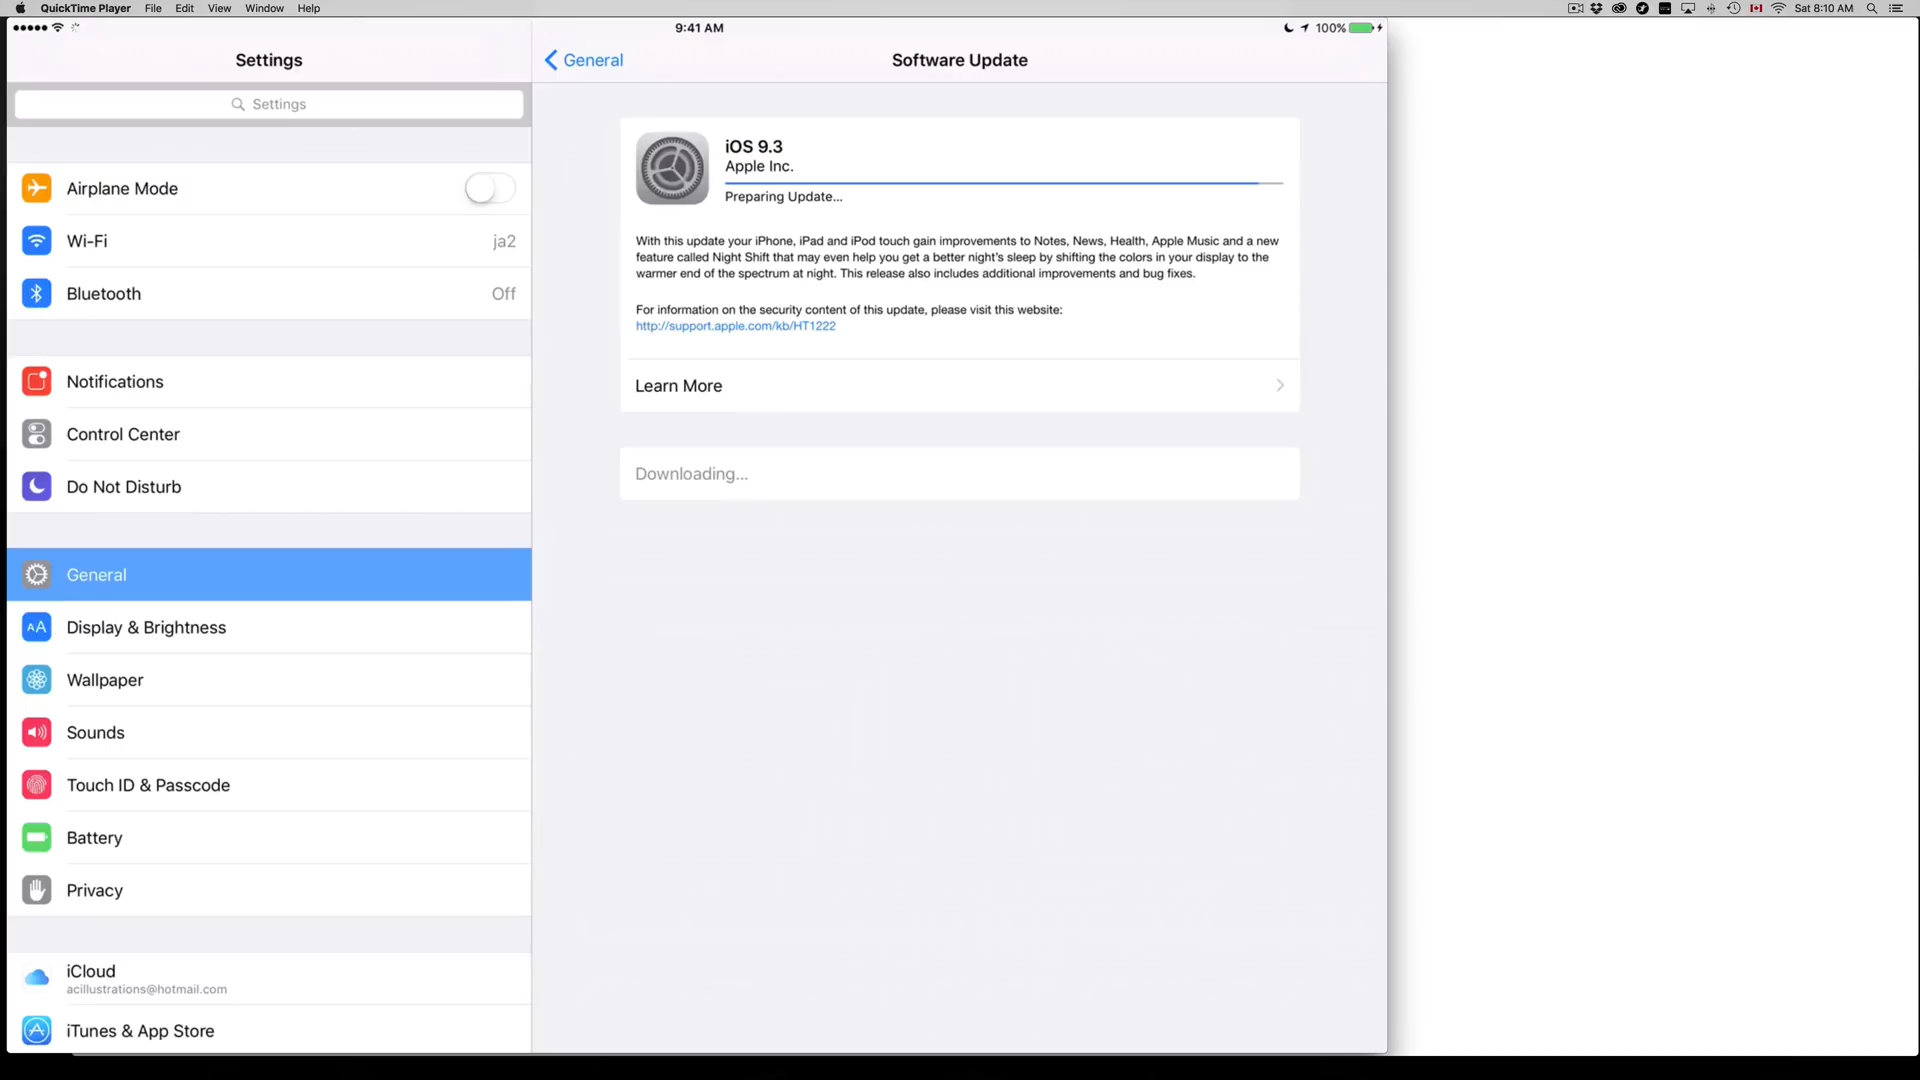 QuickTime Player File Edit View Window Help
Sat 8:10 AM
9:41 AM
100%
Settings
General
Software Update
Settings
iOS 9.3
Apple Inc.
Preparing Update...
Airplane Mode
Wi-Fi
ja2
Bluetooth
Off
With this update your iPhone, iPad and iPod touch gain improvements to Notes, News, Health, Apple Music and a new
feature called Night Shift that may even help you get a better night's sleep by shifting the colors in your display to the
warmer end of the spectrum at night. This release also includes additional improvements and bug fixes.
For information on the security content of this update, please visit this website:
http://support.apple.com/kb/HT1222
Learn More
Downloading...
Notifications
Control Center
Do Not Disturb
General
AA
Display & Brightness
Wallpaper
Sounds
Touch ID & Passcode
Battery
Privacy
iCloud
acillustrations@hotmail.com
iTunes & App Store